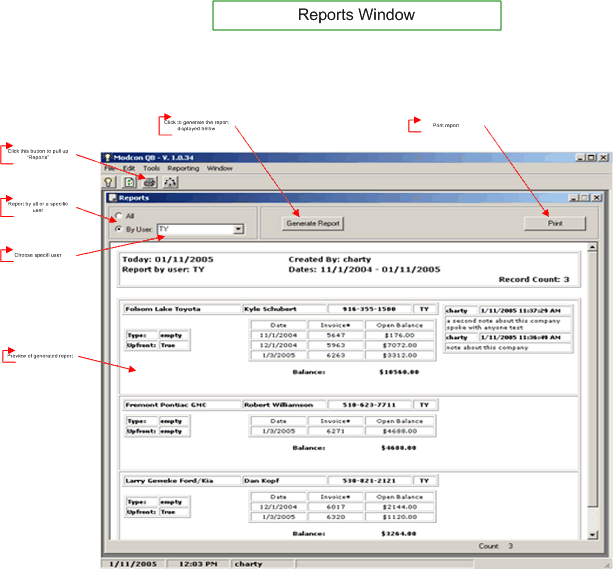 Reports Window
Click to generate the report
displayed below
Print report
Click this button to pull up
"Reports"
Modcon QB - V. 1.0.34
File Edit Tools Reporting Window
Report by all or a specific
user
Reports
All
By User: TY
Generate Report
Print
Choose specifi user
Today: 01/11/2005 Created By: charty
Report by user: TY Dates: 11/1/2004 - 01/11/2005
Record Count: 3
Folsom Lake Toyota Kyle Schubert 916-355-1500 TY
charty 1/11/2005 11:37:29 AM
a second note about this company
spoke with anyone test
charty 1/11/2005 11:36:49 AM
note about this company
Type: empty
Upfront: True
Date Invoice# Open Balance
11/1/2004 5647 $176.00
12/1/2004 5963 $7072.00
1/3/2005 6263 $3312.00
Balance: $10560.00
Preview of generated report
Fremont Pontiac GMC Robert Williamson 510-623-7711 TY
Type: empty
Upfront: empty
Date Invoice# Open Balance
1/3/2005 6271 $4688.00
Balance: $4688.00
Larry Geweke Ford/Kia Dan Kopf 530-821-2121 TY
Type: empty
Upfront: True
Date Invoice# Open Balance
12/1/2004 6017 $2144.00
1/3/2005 6320 $1120.00
Balance: $3264.00
Count: 3
1/11/2005 12:03 PM charty